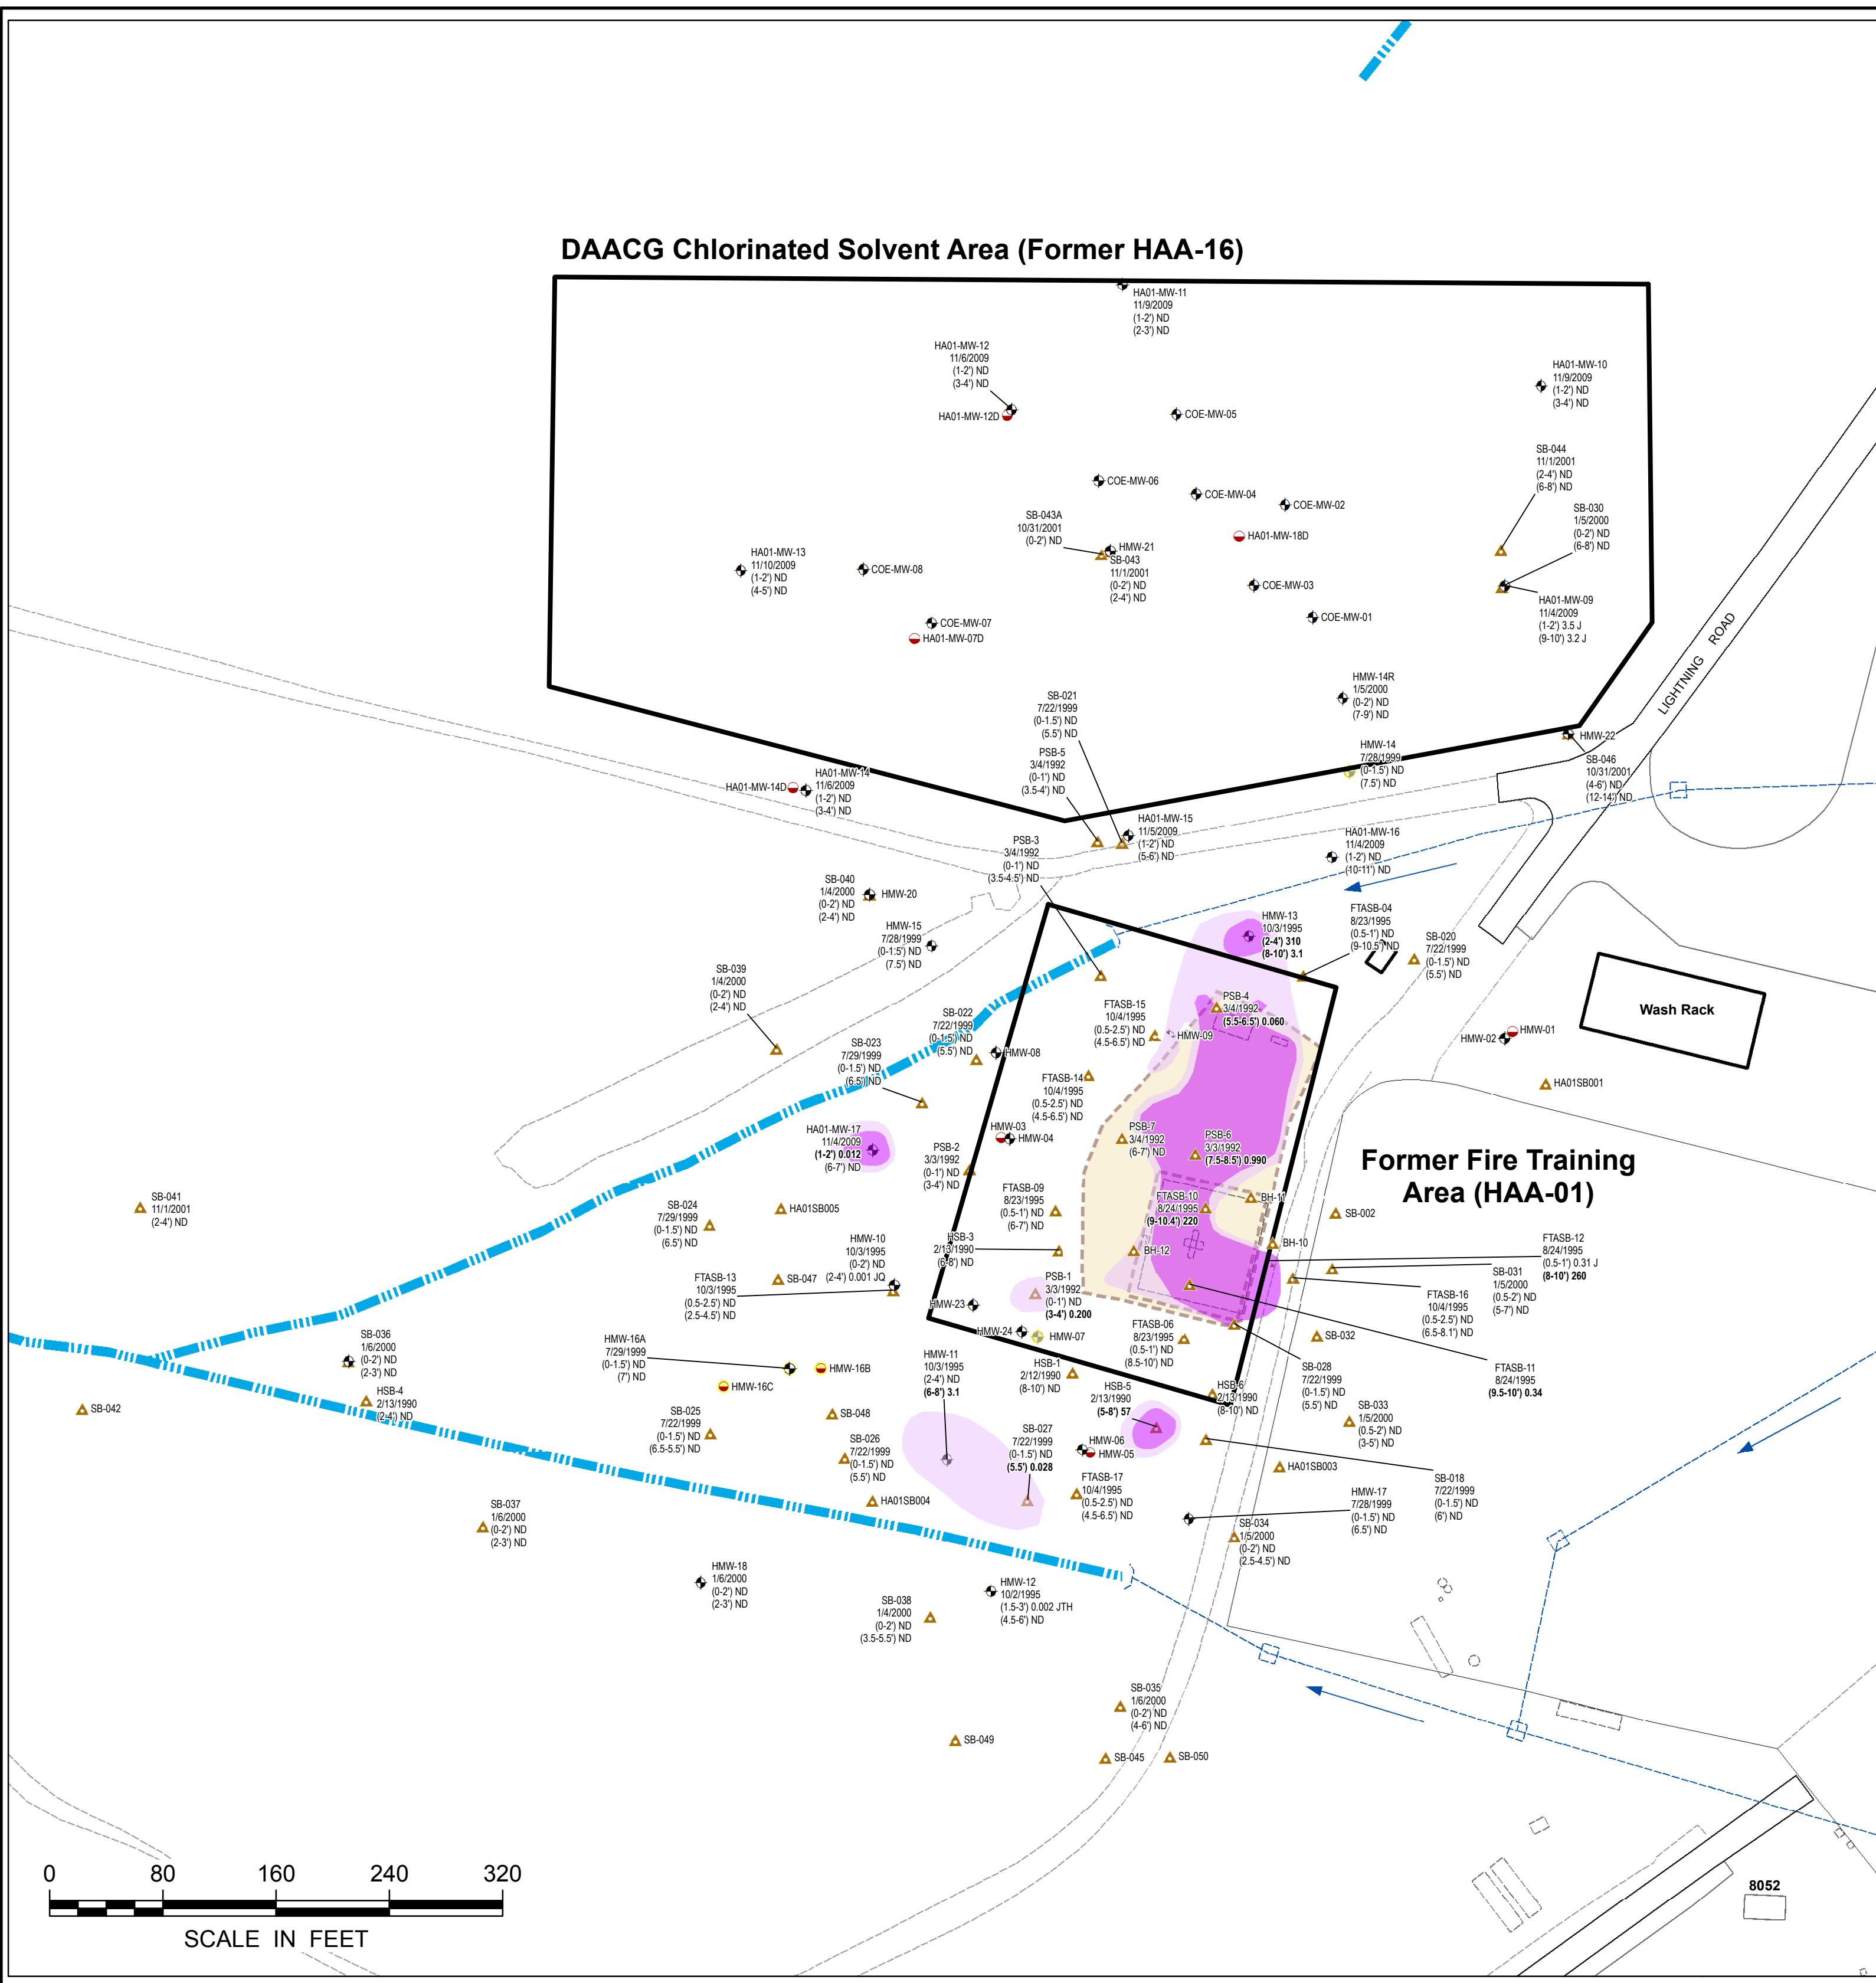 DAACG Chlorinated Solvent Area (Former HAA-16)
HA01-MW-11
11/9/2009
(1-2') ND
(2-3') ND
HA01-MW-12
11/6/2009
(1-2') ND
(3-4') ND
HA01-MW-12D
COE-MW-05
HA01-MW-10
11/9/2009
(1-2') ND
(3-4') ND
SB-044
11/1/2001
(2-4') ND
(6-8') ND
COE-MW-06
COE-MW-04
COE-MW-02
SB-030
1/5/2000
(0-2') ND
(6-8') ND
SB-043A
10/31/2001
(0-2') ND
HA01-MW-18D
HMW-21
SB-043
11/1/2001
(0-2') ND
(2-4') ND
HA01-MW-13
11/10/2009
(1-2') ND
(4-5') ND
COE-MW-08
COE-MW-03
HA01-MW-09
11/4/2009
(1-2') 3.5 J
(9-10') 3.2 J
COE-MW-07
HA01-MW-07D
COE-MW-01
LIGHTNING ROAD
HMW-14R
1/5/2000
(0-2') ND
(7-9') ND
SB-021
7/22/1999
(0-1.5') ND
(5.5') ND
HMW-22
HMW-14
7/28/1999
(0-1.5') ND
(7.5') ND
PSB-5
3/4/1992
(0-1') ND
(3.5-4') ND
SB-046
10/31/2001
(4-6') ND
(12-14') ND
HA01-MW-14D
HA01-MW-14
11/6/2009
(1-2') ND
(3-4') ND
HA01-MW-15
11/5/2009
(1-2') ND
(5-6') ND
HA01-MW-16
11/4/2009
(1-2') ND
(10-11') ND
PSB-3
3/4/1992
(0-1') ND
(3.5-4.5') ND
SB-040
1/4/2000
(0-2') ND
(2-4') ND
HMW-20
HMW-15
7/28/1999
(0-1.5') ND
(7.5') ND
HMW-13
10/3/1995
(2-4') 310
(8-10') 3.1
FTASB-04
8/23/1995
(0.5-1') ND
(9-10.5') ND
SB-020
7/22/1999
(0-1.5') ND
(5.5') ND
SB-039
1/4/2000
(0-2') ND
(2-4') ND
Wash Rack
FTASB-15
10/4/1995
(0.5-2.5') ND
(4.5-6.5') ND
HMW-09
PSB-4
3/4/1992
(5.5-6.5') 0.060
SB-022
7/22/1999
(0-1.5') ND
(5.5') ND
HMW-08
HMW-02
HMW-01
SB-023
7/29/1999
(0-1.5') ND
(6.5') ND
FTASB-14
10/4/1995
(0.5-2.5') ND
(4.5-6.5') ND
HA01SB001
HA01-MW-17
11/4/2009
(1-2') 0.012
(6-7') ND
HMW-03
HMW-04
PSB-7
3/4/1992
(6-7') ND
PSB-6
3/3/1992
(7.5-8.5') 0.990
PSB-2
3/3/1992
(0-1') ND
(3-4') ND
Former Fire Training
Area (HAA-01)
SB-041
11/1/2001
(2-4') ND
SB-024
7/29/1999
(0-1.5') ND
(6.5') ND
HA01SB005
FTASB-09
8/23/1995
(0.5-1') ND
(6-7') ND
FTASB-10
8/24/1995
(9-10.4') 220
BH-11
SB-002
HMW-10
10/3/1995
(0-2') ND
(2-4') 0.001 JQ
HSB-3
2/13/1990
(6-8') ND
BH-12
BH-10
FTASB-12
8/24/1995
(0.5-1') 0.31 J
(8-10') 260
FTASB-13
10/3/1995
(0.5-2.5') ND
(2.5-4.5') ND
SB-047
PSB-1
3/3/1992
(0-1') ND
(3-4') 0.200
SB-031
1/5/2000
(0.5-2') ND
(5-7') ND
FTASB-16
10/4/1995
(0.5-2.5') ND
(6.5-8.1') ND
HMW-23
HMW-24
HMW-07
FTASB-06
8/23/1995
(0.5-1') ND
(8.5-10') ND
SB-032
SB-036
1/6/2000
(0-2') ND
(2-3') ND
HMW-16A
7/29/1999
(0-1.5') ND
(7') ND
HMW-16B
HMW-16C
HMW-11
10/3/1995
(2-4') ND
(6-8') 3.1
HSB-1
2/12/1990
(8-10') ND
SB-028
7/22/1999
(0-1.5') ND
(5.5') ND
FTASB-11
8/24/1995
(9.5-10') 0.34
HSB-4
2/13/1990
(2-4') ND
SB-042
HSB-5
2/13/1990
(5-8') 57
HSB-6
2/13/1990
(8-10') ND
SB-033
1/5/2000
(0.5-2') ND
(3-5') ND
SB-025
7/22/1999
(0-1.5') ND
(6.5-5.5') ND
SB-048
SB-026
7/22/1999
(0-1.5') ND
(5.5') ND
SB-027
7/22/1999
(0-1.5') ND
(5.5') 0.028
HMW-06
HMW-05
HA01SB003
SB-018
7/22/1999
(0-1.5') ND
(6') ND
HA01SB004
FTASB-17
10/4/1995
(0.5-2.5') ND
(4.5-6.5') ND
HMW-17
7/28/1999
(0-1.5') ND
(6.5') ND
SB-037
1/6/2000
(0-2') ND
(2-3') ND
SB-034
1/5/2000
(0-2') ND
(2.5-4.5') ND
HMW-18
1/6/2000
(0-2') ND
(2-3') ND
HMW-12
10/2/1995
(1.5-3') 0.002 JTH
(4.5-6') ND
SB-038
1/4/2000
(0-2') ND
(3.5-5.5') ND
SB-035
1/6/2000
(0-2') ND
(4-6') ND
SB-049
SB-045
SB-050
0 80 160 240 320
SCALE IN FEET
8052